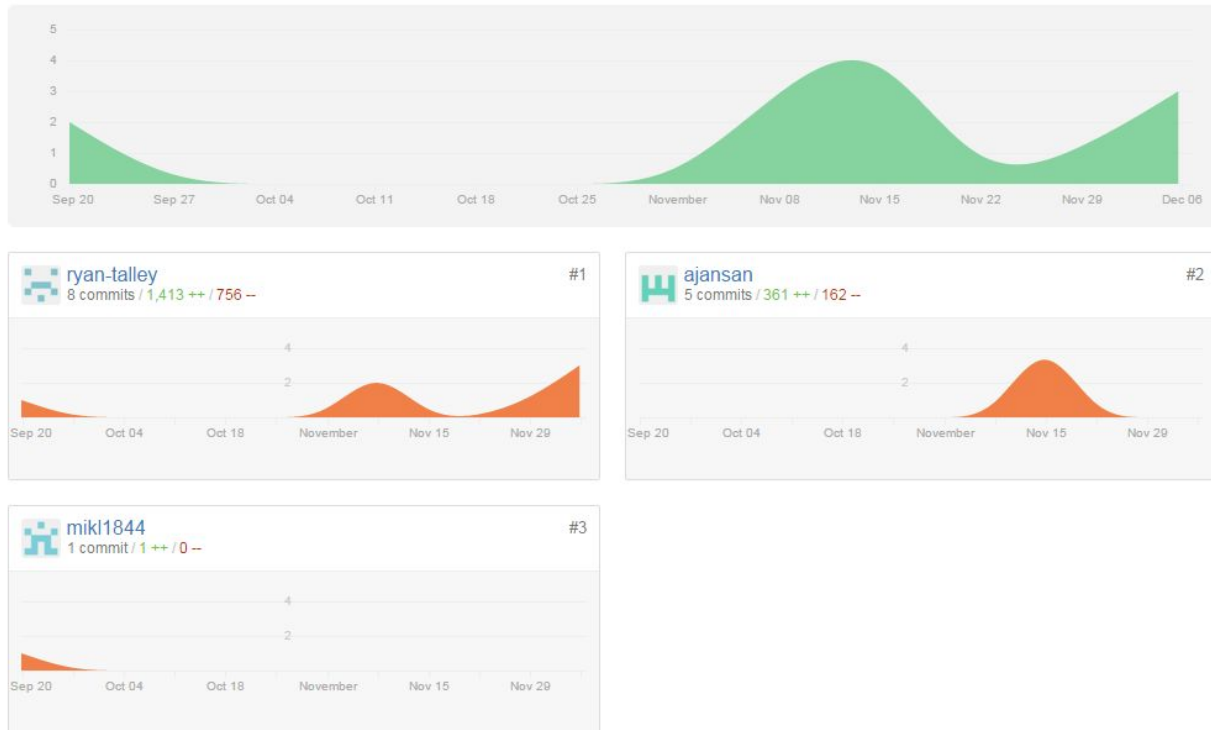 5
4
3
2
1
0
Sep 20 Sep 27 Oct 04 Oct 11 Oct 18 Oct 25 November Nov 08 Nov 15 Nov 22 Nov 29 Dec 06
ryan-talley #1
8 commits / 1,413 ++ / 756 --
4
2
Sep 20 Oct 04 Oct 18 November Nov 15 Nov 29
ajansan #2
5 commits / 361 ++ / 162 --
4
2
Sep 20 Oct 04 Oct 18 November Nov 15 Nov 29
mikl1844 #3
1 commit / 1 ++ / 0 --
4
2
Sep 20 Oct 04 Oct 18 November Nov 15 Nov 29